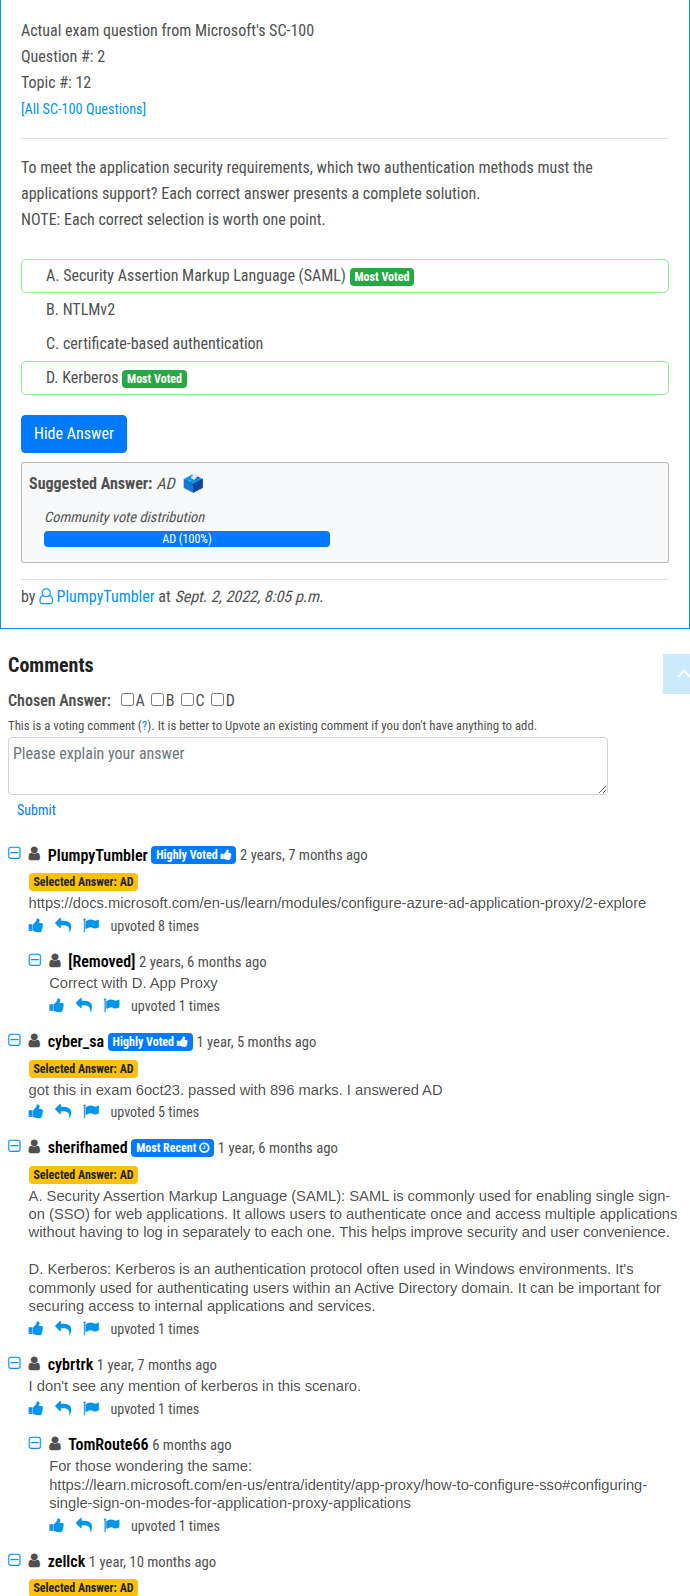 Actual exam question from Microsoft's SC-100
Question #: 2
Topic #: 12
[All SC-100 Questions]
To meet the application security requirements, which two authentication methods must the
applications support? Each correct answer presents a complete solution.
NOTE: Each correct selection is worth one point.
A. Security Assertion Markup Language (SAML) Most Voted
B. NTLMv2
C. certificate-based authentication
D. Kerberos Most Voted
Hide Answer
Suggested Answer: AD
Community vote distribution
AD (100%)
by PlumpyTumbler at Sept. 2, 2022, 8:05 p.m.
Comments
Chosen Answer: A B C D
This is a voting comment (?). It is better to Upvote an existing comment if you don't have anything to add.
Please explain your answer
Submit
PlumpyTumbler Highly Voted 2 years, 7 months ago
Selected Answer: AD
https://docs.microsoft.com/en-us/learn/modules/configure-azure-ad-application-proxy/2-explore
upvoted 8 times
[Removed] 2 years, 6 months ago
Correct with D. App Proxy
upvoted 1 times
cyber_sa Highly Voted 1 year, 5 months ago
Selected Answer: AD
got this in exam 6oct23. passed with 896 marks. I answered AD
upvoted 5 times
sherifhamed Most Recent 1 year, 6 months ago
Selected Answer: AD
A. Security Assertion Markup Language (SAML): SAML is commonly used for enabling single sign-
on (SSO) for web applications. It allows users to authenticate once and access multiple applications
without having to log in separately to each one. This helps improve security and user convenience.
D. Kerberos: Kerberos is an authentication protocol often used in Windows environments. It's
commonly used for authenticating users within an Active Directory domain. It can be important for
securing access to internal applications and services.
upvoted 1 times
cybrtrk 1 year, 7 months ago
I don't see any mention of kerberos in this scenaro.
upvoted 1 times
TomRoute66 6 months ago
For those wondering the same:
https://learn.microsoft.com/en-us/entra/identity/app-proxy/how-to-configure-sso#configuring-
single-sign-on-modes-for-application-proxy-applications
upvoted 1 times
zellck 1 year, 10 months ago
Selected Answer: AD